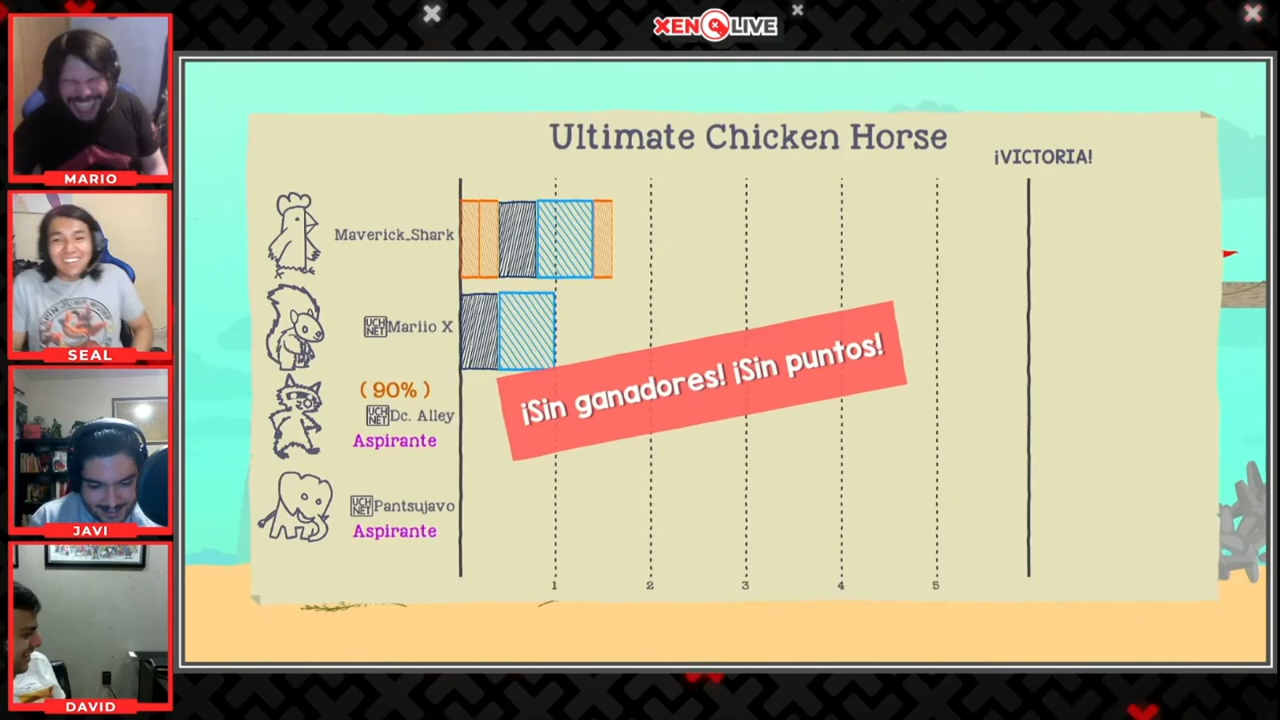 XENOLIVE
MARIO
SEAL
JAVI
DAVID
Ultimate Chicken Horse
¡VICTORIA!
Maverick_Shark
UCH NET Mariio X
(90%)
UCH NET Dc. Alley
Aspirante
UCH NET Pantsujavo
Aspirante
¡Sin ganadores! ¡Sin puntos!
1 2 3 4 5